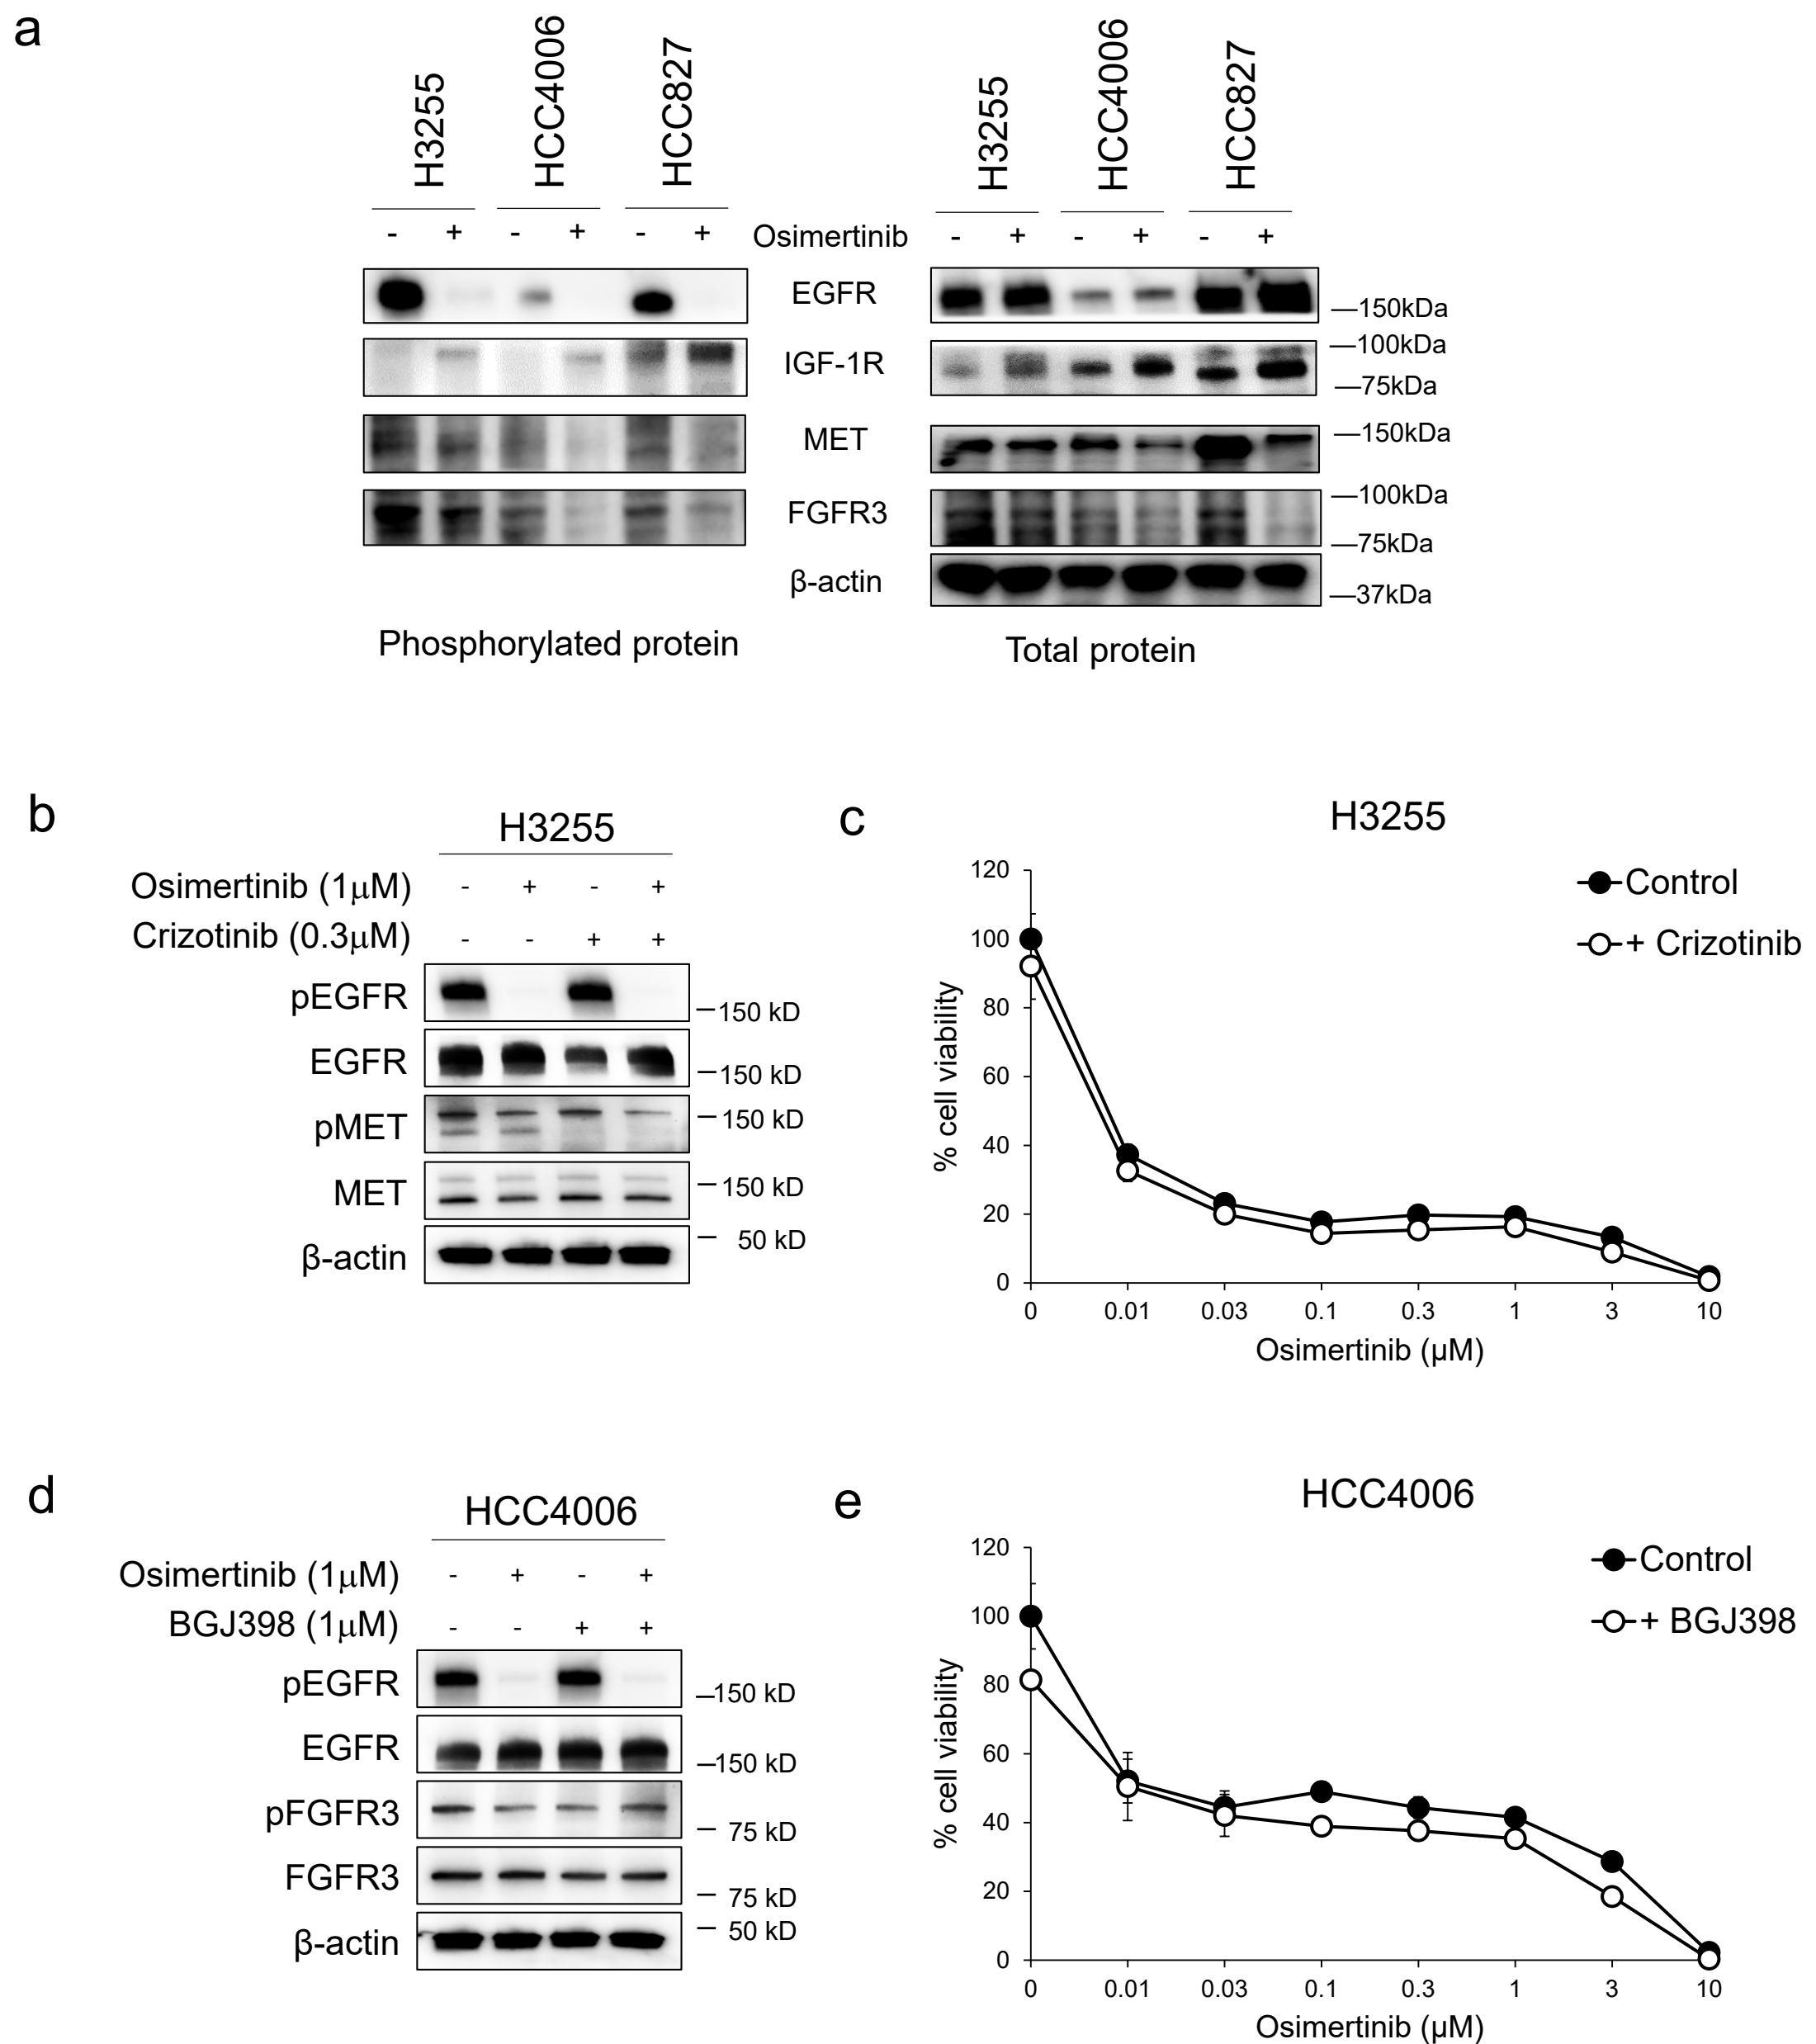 a
H3255 HCC4006 HCC827 H3255 HCC4006 HCC827
- + - + - + Osimertinib - + - + - +
EGFR —150kDa
—100kDa
IGF-1R
—75kDa
MET —150kDa
—100kDa
FGFR3
—75kDa
β-actin
—37kDa
Phosphorylated protein Total protein
b
H3255
Osimertinib (1μM) - + - +
Crizotinib (0.3μM) - - + +
pEGFR 150 kD
EGFR 150 kD
pMET 150 kD
MET 150 kD
50 kD
β-actin
c
H3255
Control
+ Crizotinib
% cell viability
120
100
80
60
40
20
0
0 0.01 0.03 0.1 0.3 1 3 10
Osimertinib (μM)
d
HCC4006
Osimertinib (1μM) - + - +
BGJ398 (1μM) - - + +
pEGFR 150 kD
EGFR 150 kD
pFGFR3 75 kD
FGFR3 75 kD
50 kD
β-actin
e
HCC4006
Control
+ BGJ398
% cell viability
120
100
80
60
40
20
0
0 0.01 0.03 0.1 0.3 1 3 10
Osimertinib (μM)